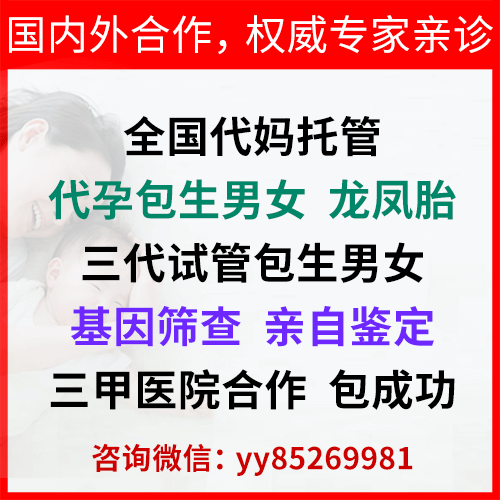 国内外合作，权威专家亲诊
全国代妈托管
代孕包生男女 龙凤胎
三代试管包生男女
基因筛查 亲自鉴定
三甲医院合作 包成功
咨询微信：yy85269981